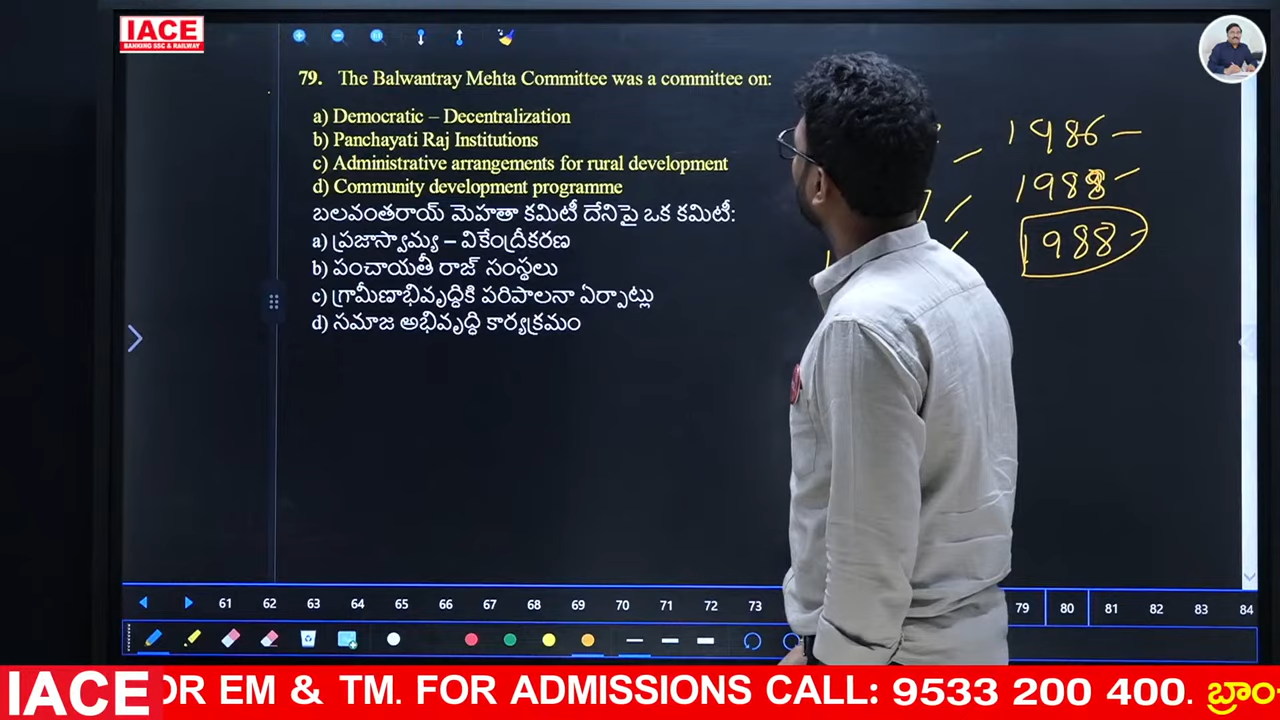 IACE
BANKING SSC & RAILWAY
79. The Balwantray Mehta Committee was a committee on:
a) Democratic – Decentralization
b) Panchayati Raj Institutions
c) Administrative arrangements for rural development
d) Community development programme
బలవంతరాయ్ మెహతా కమిటీ దేనిపై ఒక కమిటీ:
a) ప్రజాస్వామ్య – వికేంద్రీకరణ
b) పంచాయతీ రాజ్ సంస్థలు
c) గ్రామీణాభివృద్ధికి పరిపాలనా ఏర్పాట్లు
d) సమాజ అభివృద్ధి కార్యక్రమం
1986 –
1988 –
1988 –
61 62 63 64 65 66 67 68 69 70 71 72 73 79 80 81 82 83 84
IACE OR EM & TM. FOR ADMISSIONS CALL: 9533 200 400. బ్రాం